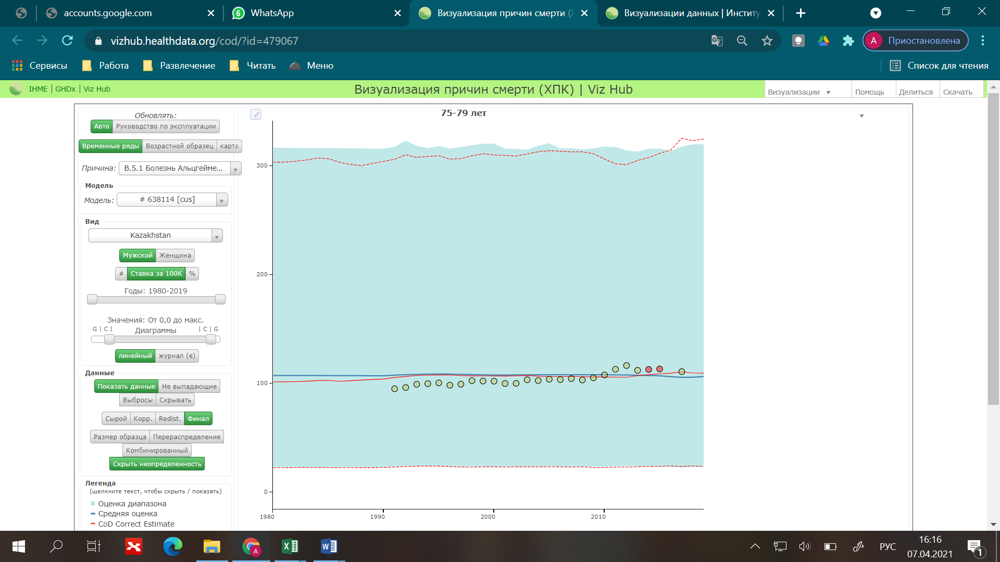 accounts.google.com
6 WhatsApp
Визуализация причин смерти (
Визуализации данных | Институ
vizhub.healthdata.org/cod/?id=479067
A Приостановлена
Сервисы Работа Развлечение Читать Меню Список для чтения
IHME | GHDx | Viz Hub
Визуализация причин смерти (ХПК) | Viz Hub
Визуализации Помощь Делиться Скачать
Обновлять:
Авто Руководство по эксплуатации
Временные ряды Возрастной образец карта
Причина: B.5.1 Болезнь Альцгейме...
Модель
Модель: # 638114 [cus]
Вид
Kazakhstan
Мужской Женщина
# Ставка за 100К %
Годы: 1980-2019
Значения: От 0,0 до макс.
G | C | Диаграммы | C | G
линейный журнал (е)
Данные
Показать данные Не выпадающие
Выбросы Скрывать
Сырой Корр. Redist. Финал
Размер образца Перераспределение
Комбинированный
Скрыть неопределенность
Легенда
(щелкните текст, чтобы скрыть / показать)
Оценка диапазона
Средняя оценка
CoD Correct Estimate
75-79 лет
300
200
100
0
1980 1990 2000 2010
A
X
W
РУС
16:16
07.04.2021
1